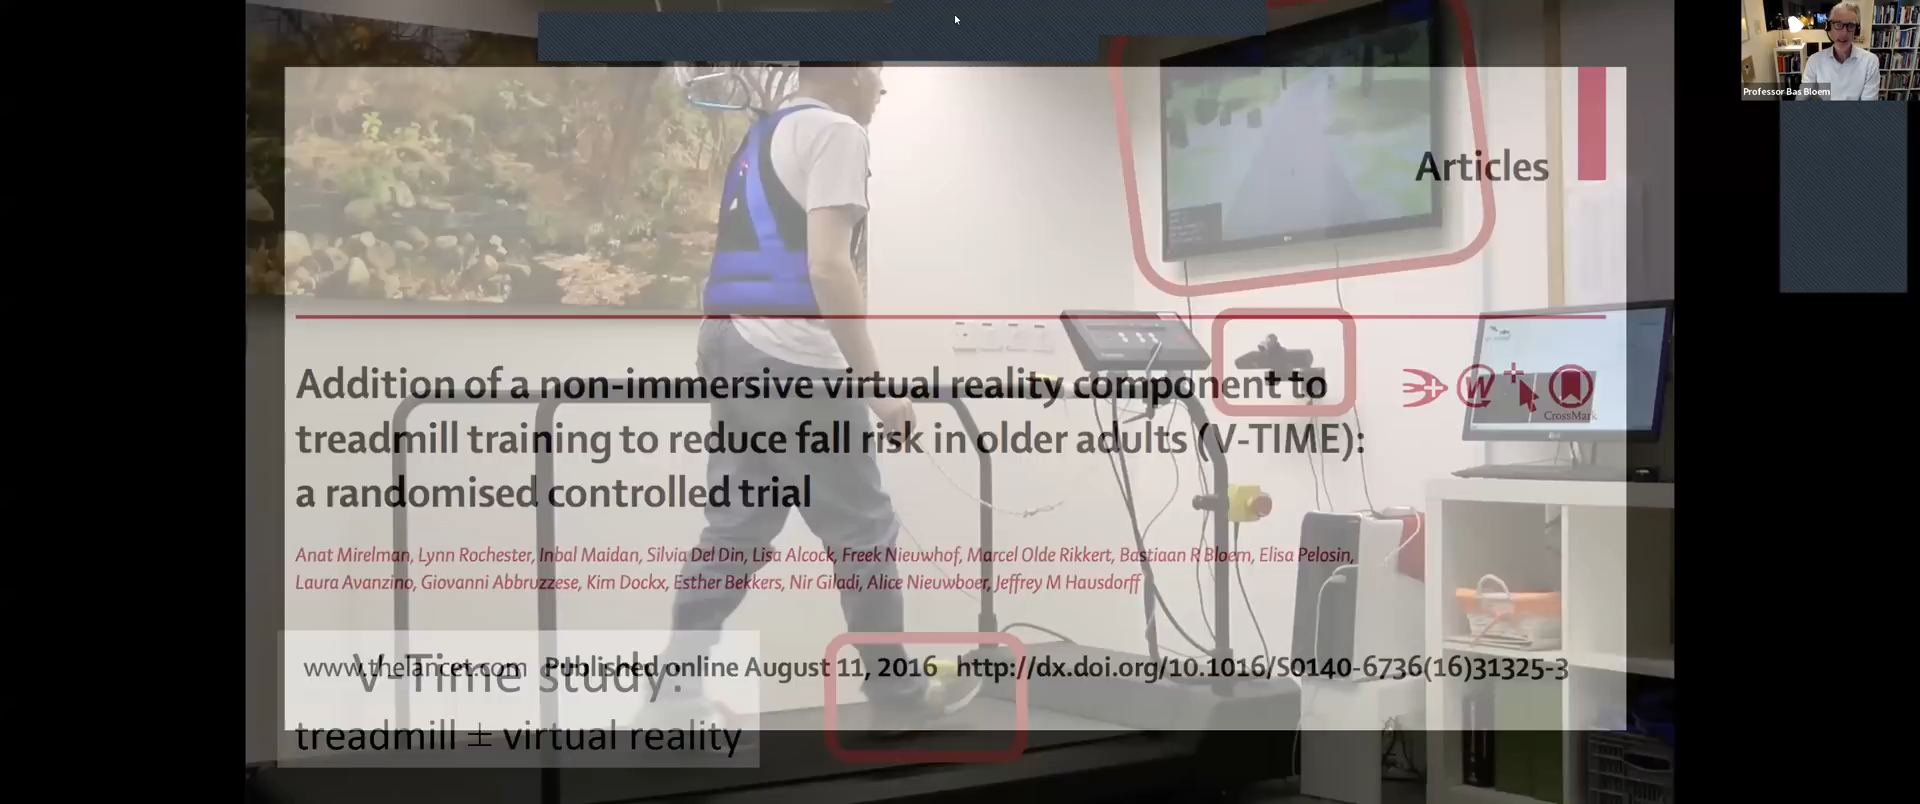 Professor Bas Bloem
Articles
Addition of a non-immersive virtual reality component to
treadmill training to reduce fall risk in older adults (V-TIME):
a randomised controlled trial
CrossMark
Anat Mirelman, Lynn Rochester, Inbal Maidan, Silvia Del Din, Lisa Alcock, Freek Nieuwhof, Marcel Olde Rikkert, Bastiaan R Bloem, Elisa Pelosin,
Laura Avanzino, Giovanni Abbruzzese, Kim Dockx, Esther Bekkers, Nir Giladi, Alice Nieuwboer, Jeffrey M Hausdorff
www.thelancet.com Published online August 11, 2016 http://dx.doi.org/10.1016/S0140-6736(16)31325-3
V-Time study:
treadmill ± virtual reality